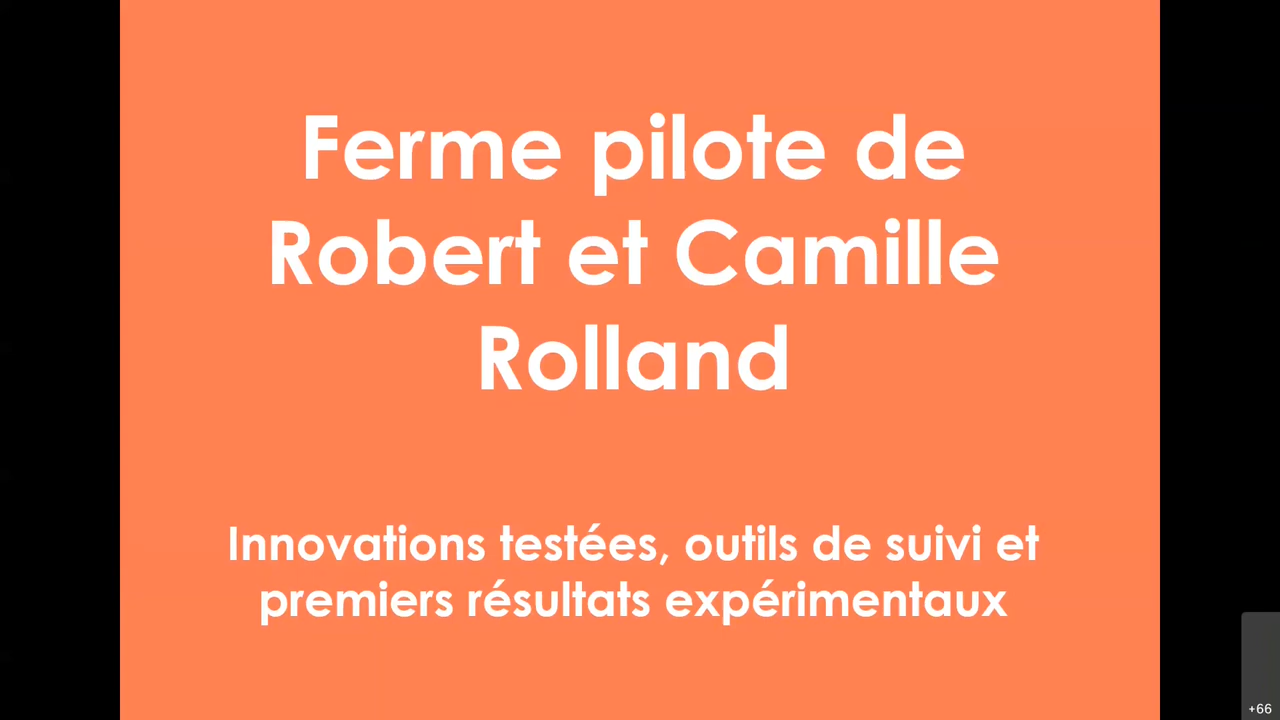 Ferme pilote de
Robert et Camille
Rolland
Innovations testées, outils de suivi et
premiers résultats expérimentaux
+66